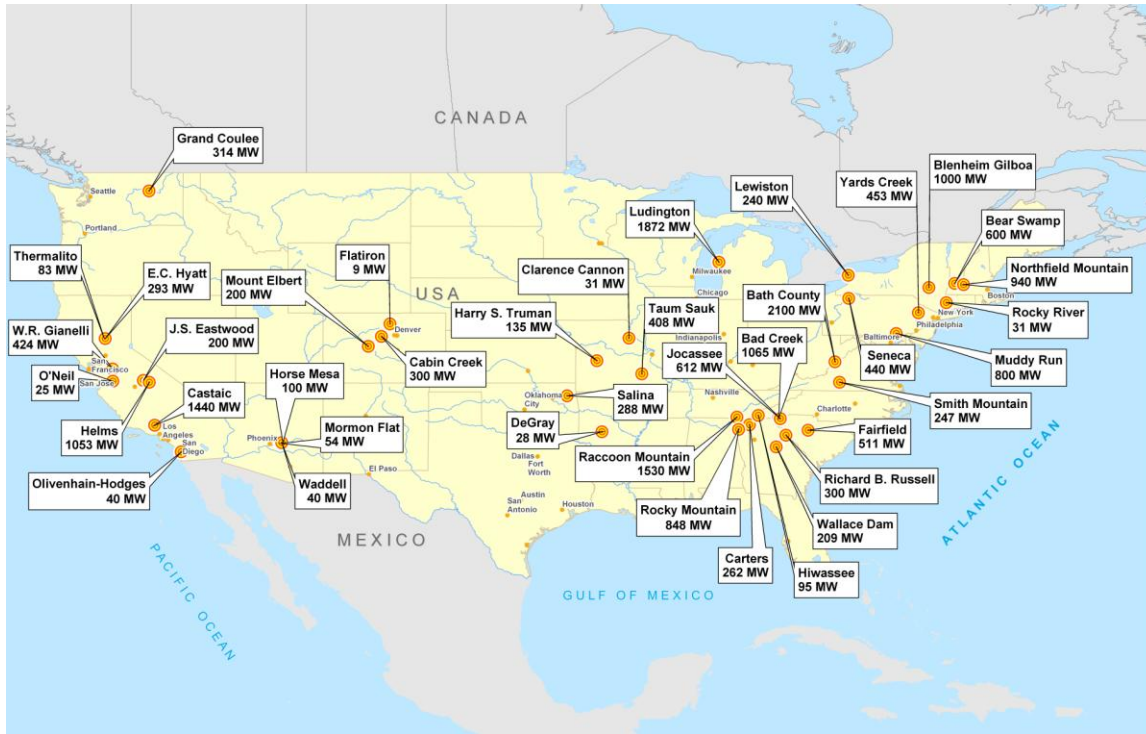 CANADA
Grand Coulee
314 MW
Seattle
Portland
Blenheim Gilboa
1000 MW
Yards Creek
453 MW
Lewiston
240 MW
Bear Swamp
600 MW
Ludington
1872 MW
Milwaukee
Chicago
Thermalito
83 MW
E.C. Hyatt
293 MW
Mount Elbert
200 MW
Flatiron
9 MW
Clarence Cannon
31 MW
Northfield Mountain
940 MW
Boston
USA
Harry S. Truman
135 MW
Taum Sauk
408 MW
Bath County
2100 MW
New York
Philadelphia
Rocky River
31 MW
W.R. Gianelli
424 MW
J.S. Eastwood
200 MW
Denver
Indianapolis
Jocassee
612 MW
Bad Creek
1065 MW
Baltimore
San
Francisco
San Jose
O'Neil
25 MW
Cabin Creek
300 MW
Seneca
440 MW
Muddy Run
800 MW
Horse Mesa
100 MW
Castaic
1440 MW
Salina
288 MW
Nashville
Oklahoma
City
Smith Mountain
247 MW
Charlotte
Helms
1053 MW
Los
Angeles
San
Diego
Phoenix
Mormon Flat
54 MW
DeGray
28 MW
Fairfield
511 MW
Raccoon Mountain
1530 MW
Dallas
Fort
Worth
El Paso
Olivenhain-Hodges
40 MW
Waddell
40 MW
Richard B. Russell
300 MW
Austin
San
Antonio
Houston
Rocky Mountain
848 MW
Wallace Dam
209 MW
MEXICO
Carters
262 MW
Hiwassee
95 MW
GULF OF MEXICO
PACIFIC OCEAN
ATLANTIC OCEAN